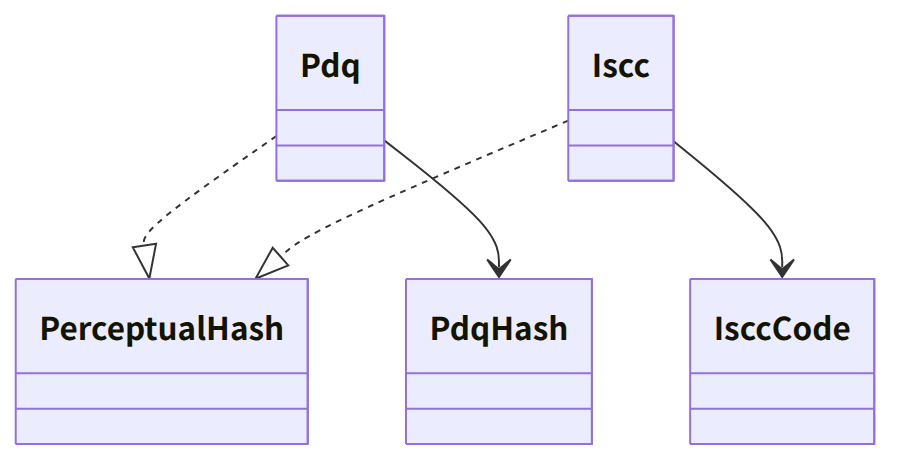 Pdq
Iscc
PerceptualHash
PdqHash
IsccCode